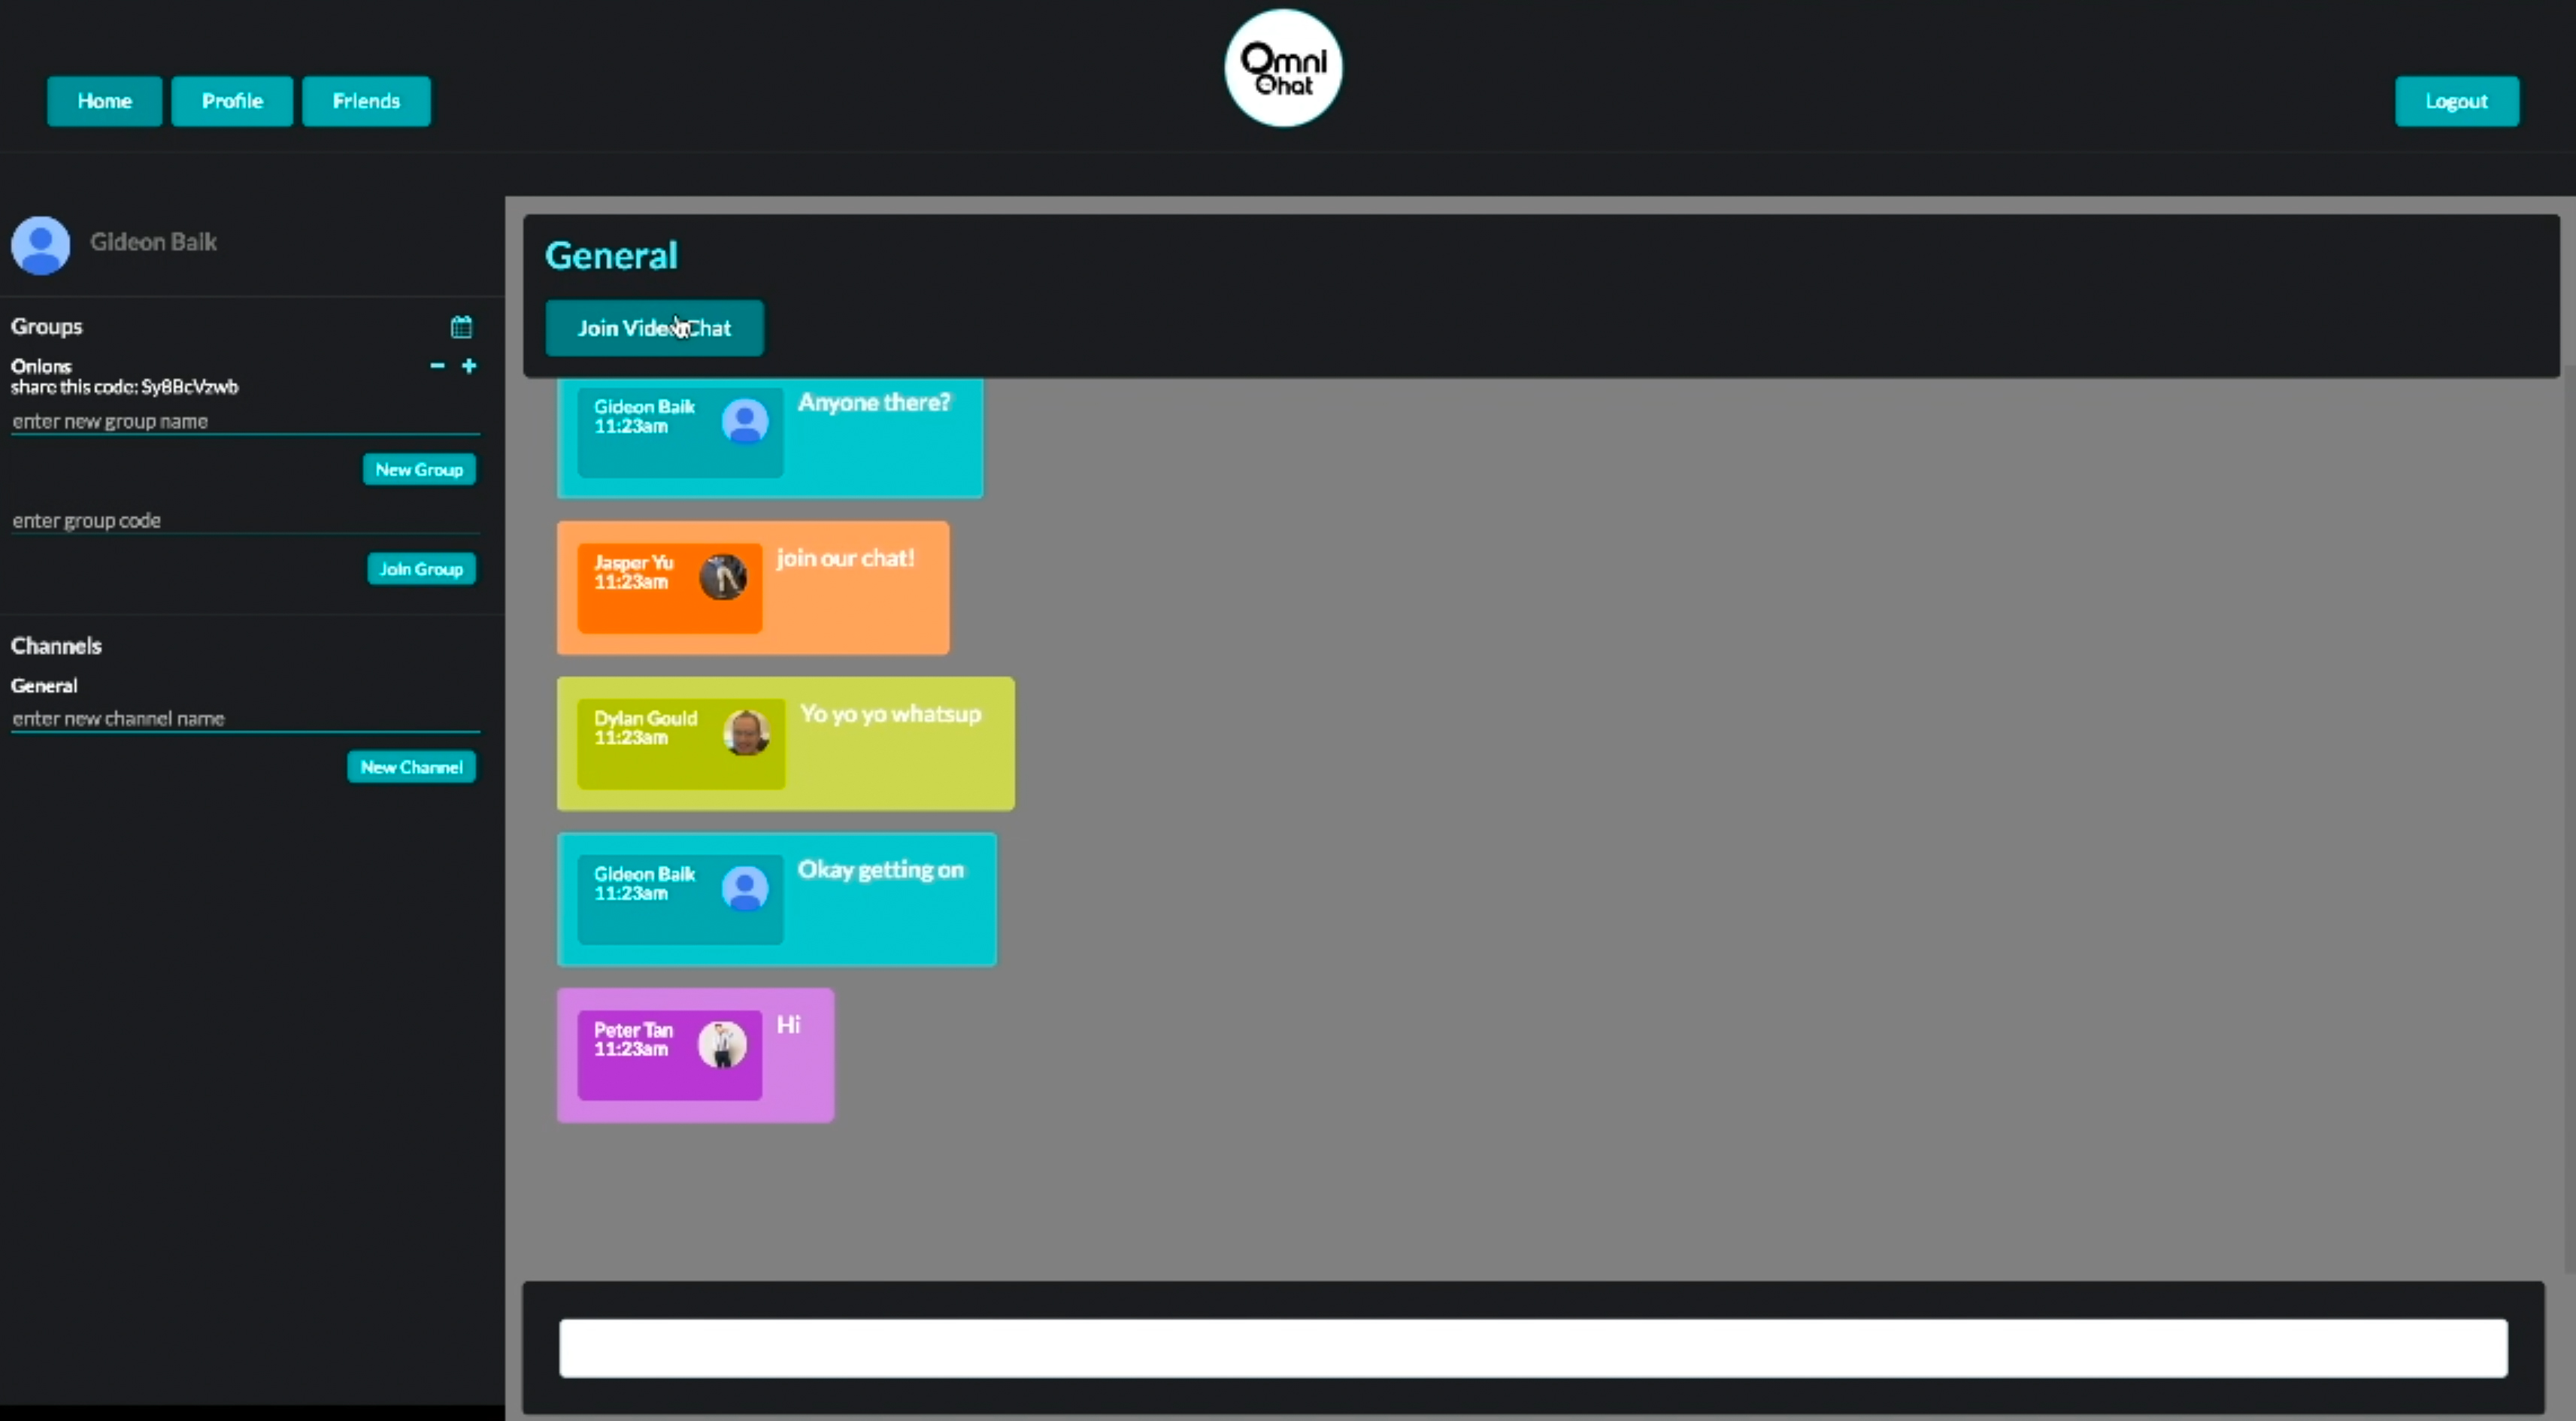 Omni
Chat
Home
Profile
Friends
Logout
Gideon Baik
Groups
Onions
share this code: Sy8BcVzwb
enter new group name
New Group
enter group code
Join Group
Channels
General
enter new channel name
New Channel
General
Join Video Chat
Gideon Baik
11:23am
Anyone there?
Jasper Yu
11:23am
join our chat!
Dylan Gould
11:23am
Yo yo yo whatsup
Gideon Baik
11:23am
Okay getting on
Peter Tan
11:23am
Hi